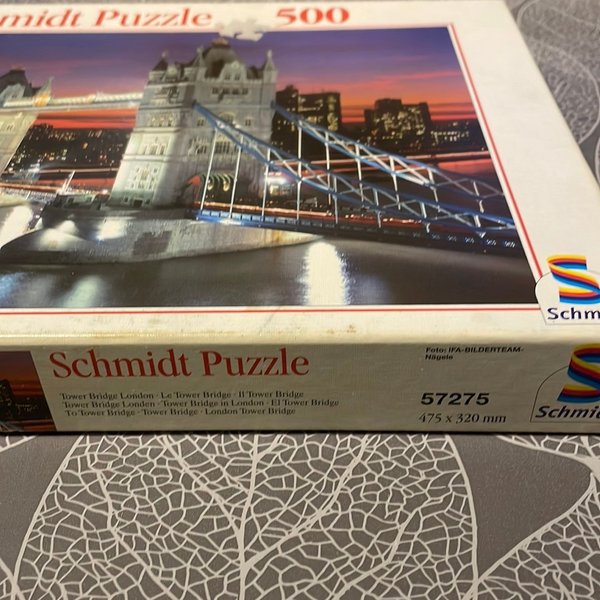 midt Puzzle 500
Schm
Schmidt Puzzle
Tower Bridge London · Le Tower Bridge · Il Tower Bridge
Tower Bridge Londen · Tower Bridge in London · El Tower Bridge
To Tower Bridge · Tower Bridge · London Tower Bridge
Foto: IFA-BILDERTEAM-
Nägele
57275
475 x 320 mm
Schmidt